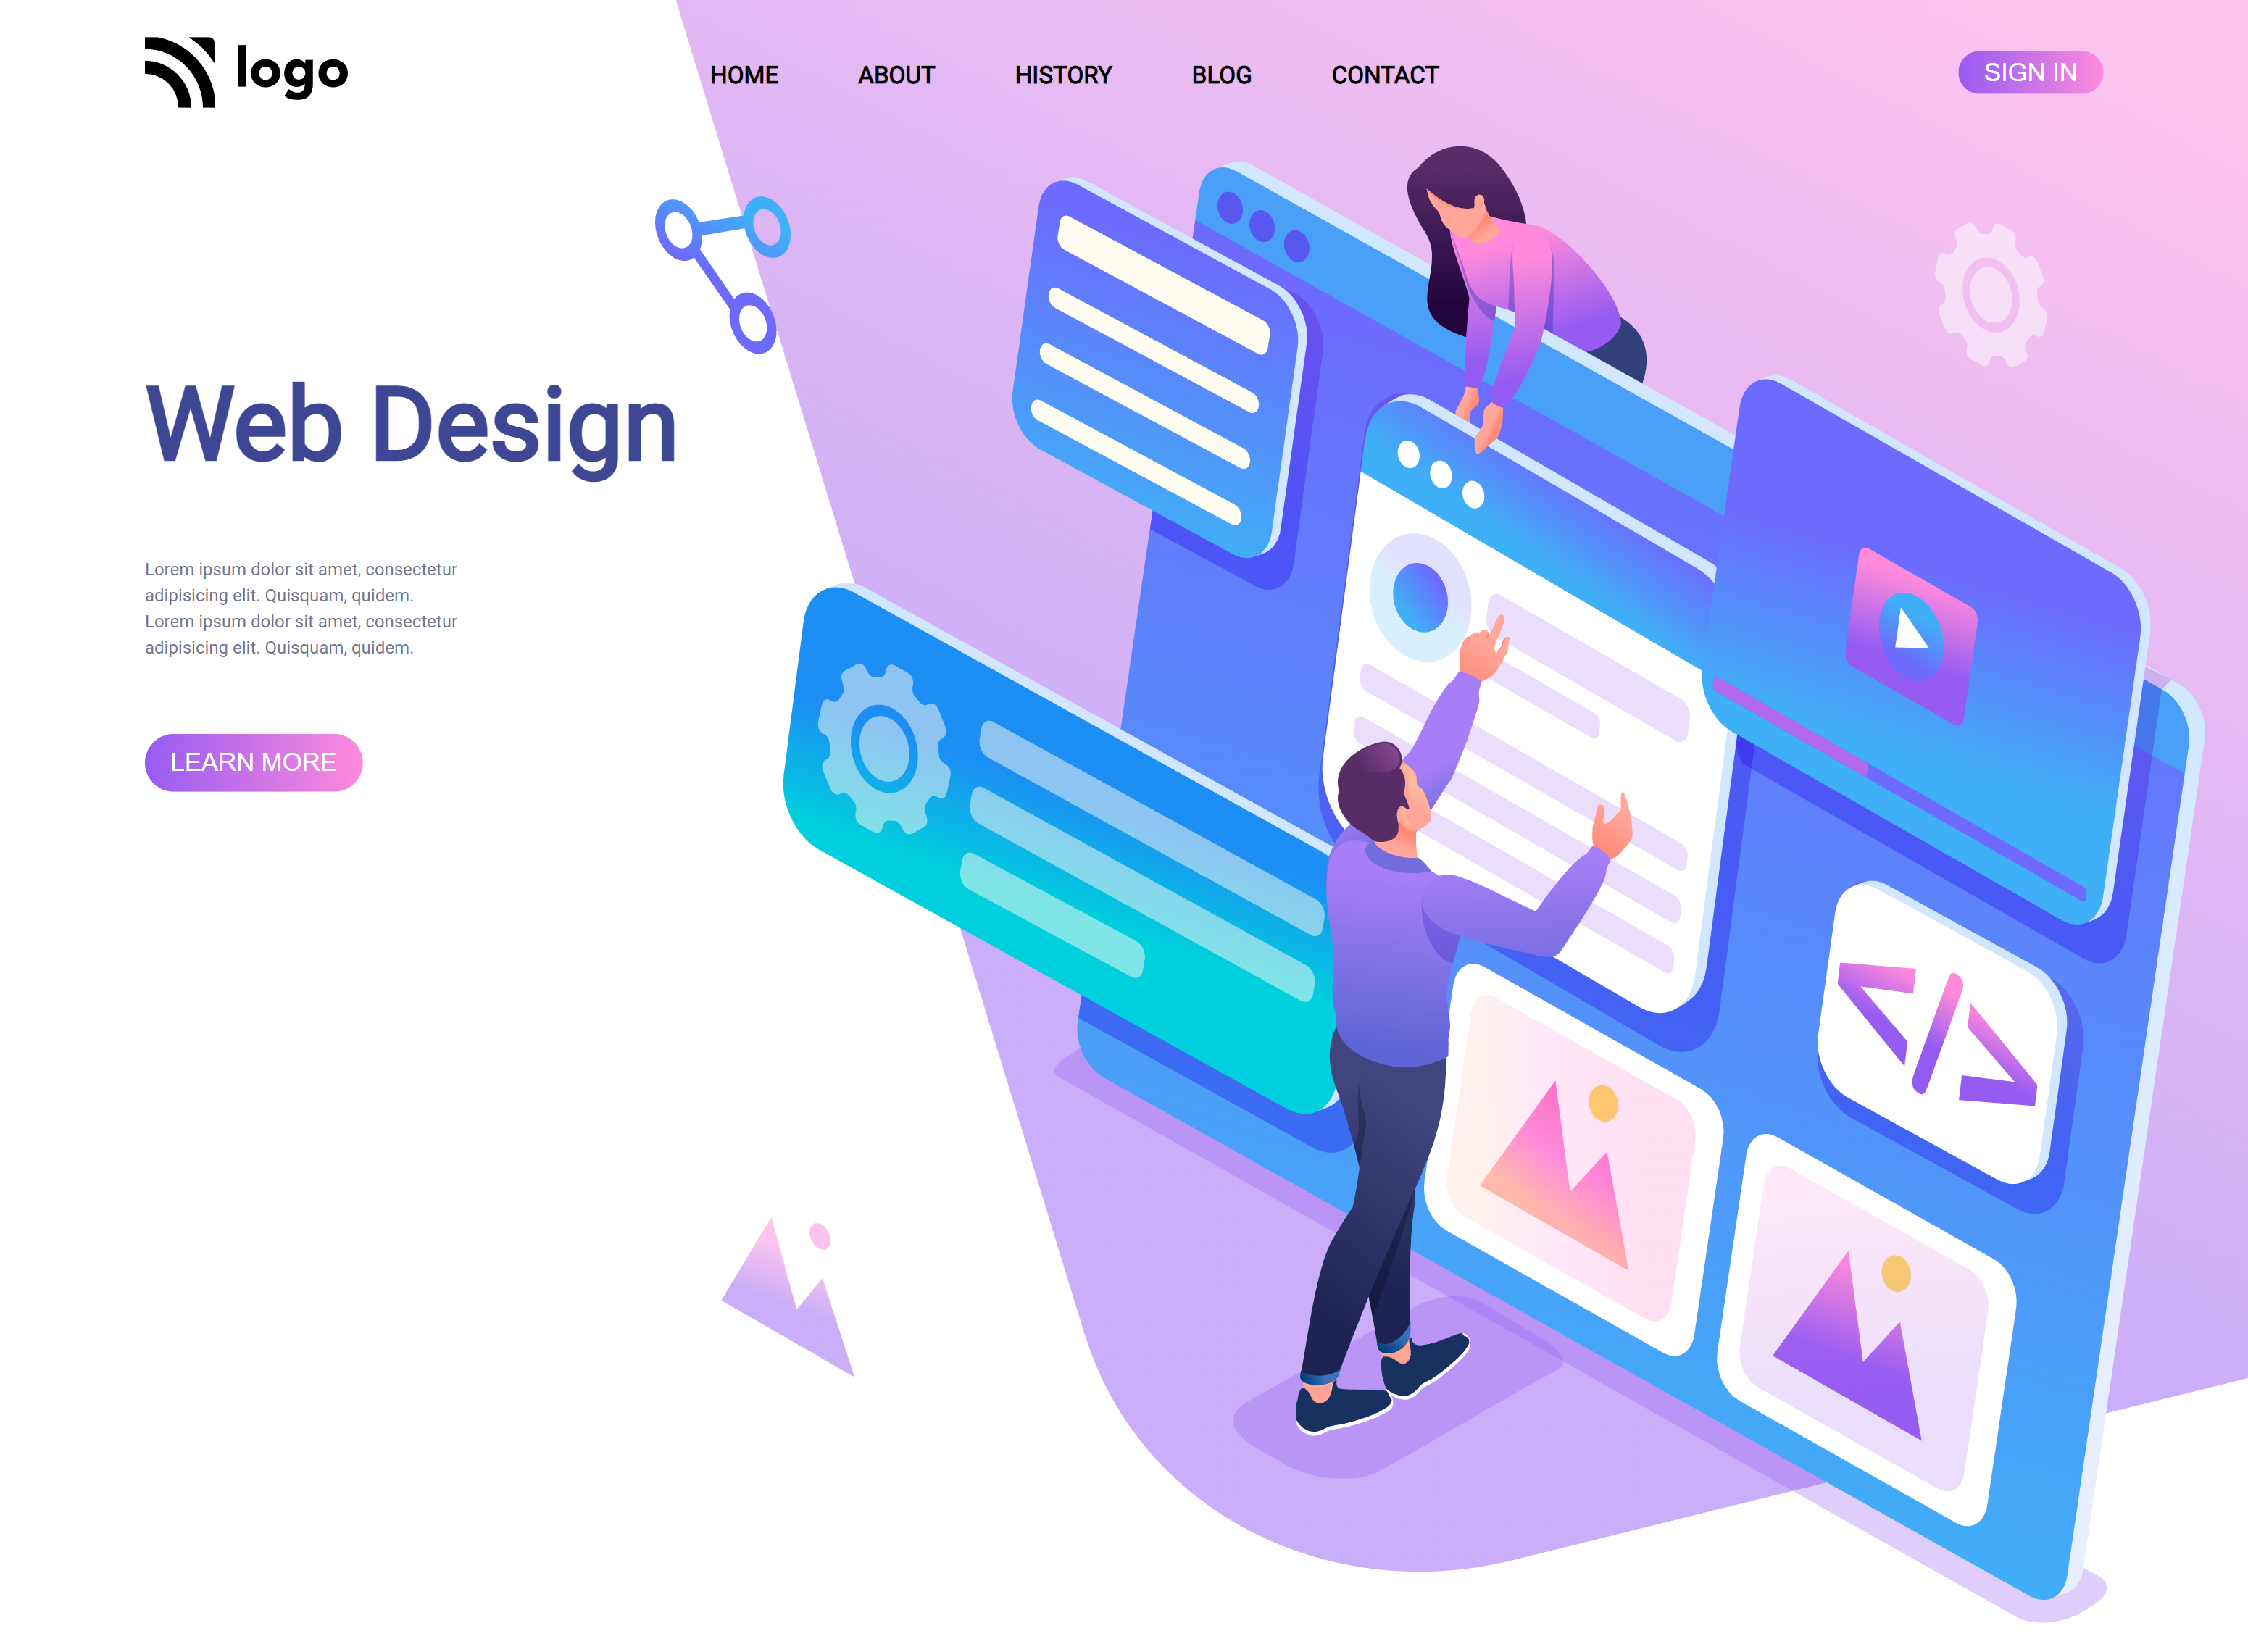 logo
HOME ABOUT HISTORY BLOG CONTACT
SIGN IN
Web Design
Lorem ipsum dolor sit amet, consectetur
adipisicing elit. Quisquam, quidem.
Lorem ipsum dolor sit amet, consectetur
adipisicing elit. Quisquam, quidem.
LEARN MORE
</>